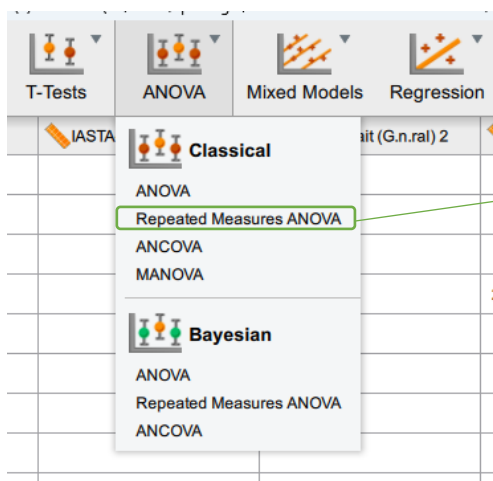 T-Tests ANOVA Mixed Models Regression
IASTA ait (G.n.ral) 2
Classical
ANOVA
Repeated Measures ANOVA
ANCOVA
MANOVA
Bayesian
ANOVA
Repeated Measures ANOVA
ANCOVA